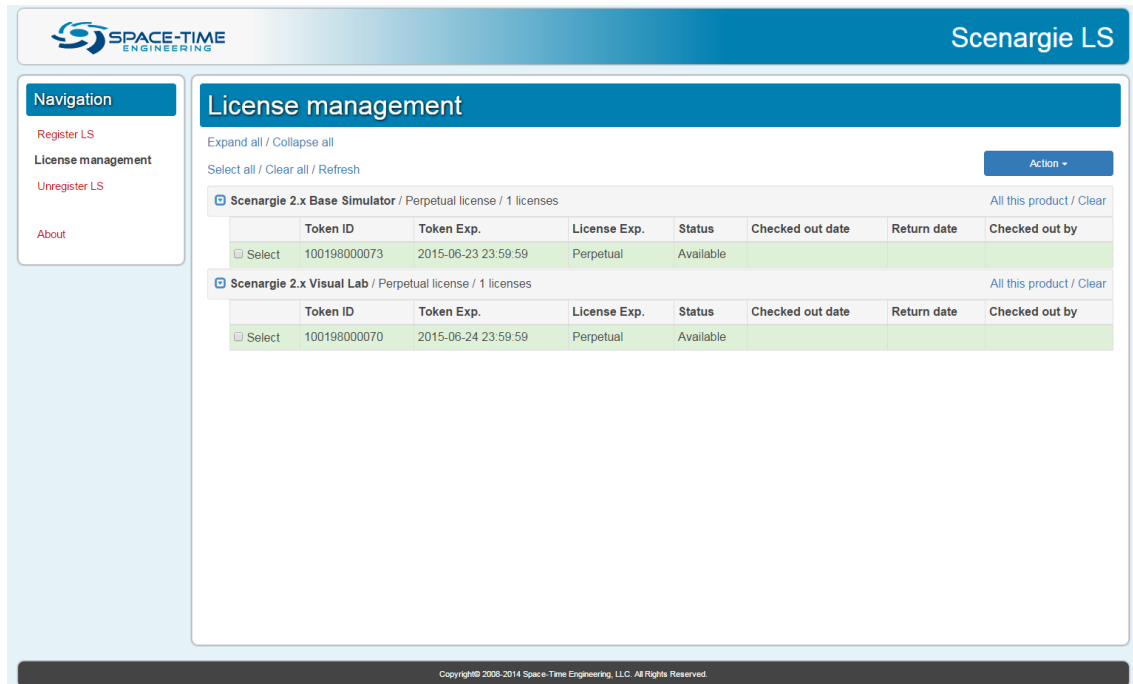 SPACE-TIME
ENGINEERING
Scenargie LS
Navigation
Register LS
License management
Unregister LS
About
License management
Expand all / Collapse all
Select all / Clear all / Refresh
Action
Scenargie 2.x Base Simulator / Perpetual license / 1 licenses All this product / Clear
Token ID Token Exp. License Exp. Status Checked out date Return date Checked out by
Select 100198000073 2015-06-23 23:59:59 Perpetual Available
Scenargie 2.x Visual Lab / Perpetual license / 1 licenses All this product / Clear
Token ID Token Exp. License Exp. Status Checked out date Return date Checked out by
Select 100198000070 2015-06-24 23:59:59 Perpetual Available
Copyright© 2008-2014 Space-Time Engineering, LLC. All Rights Reserved.